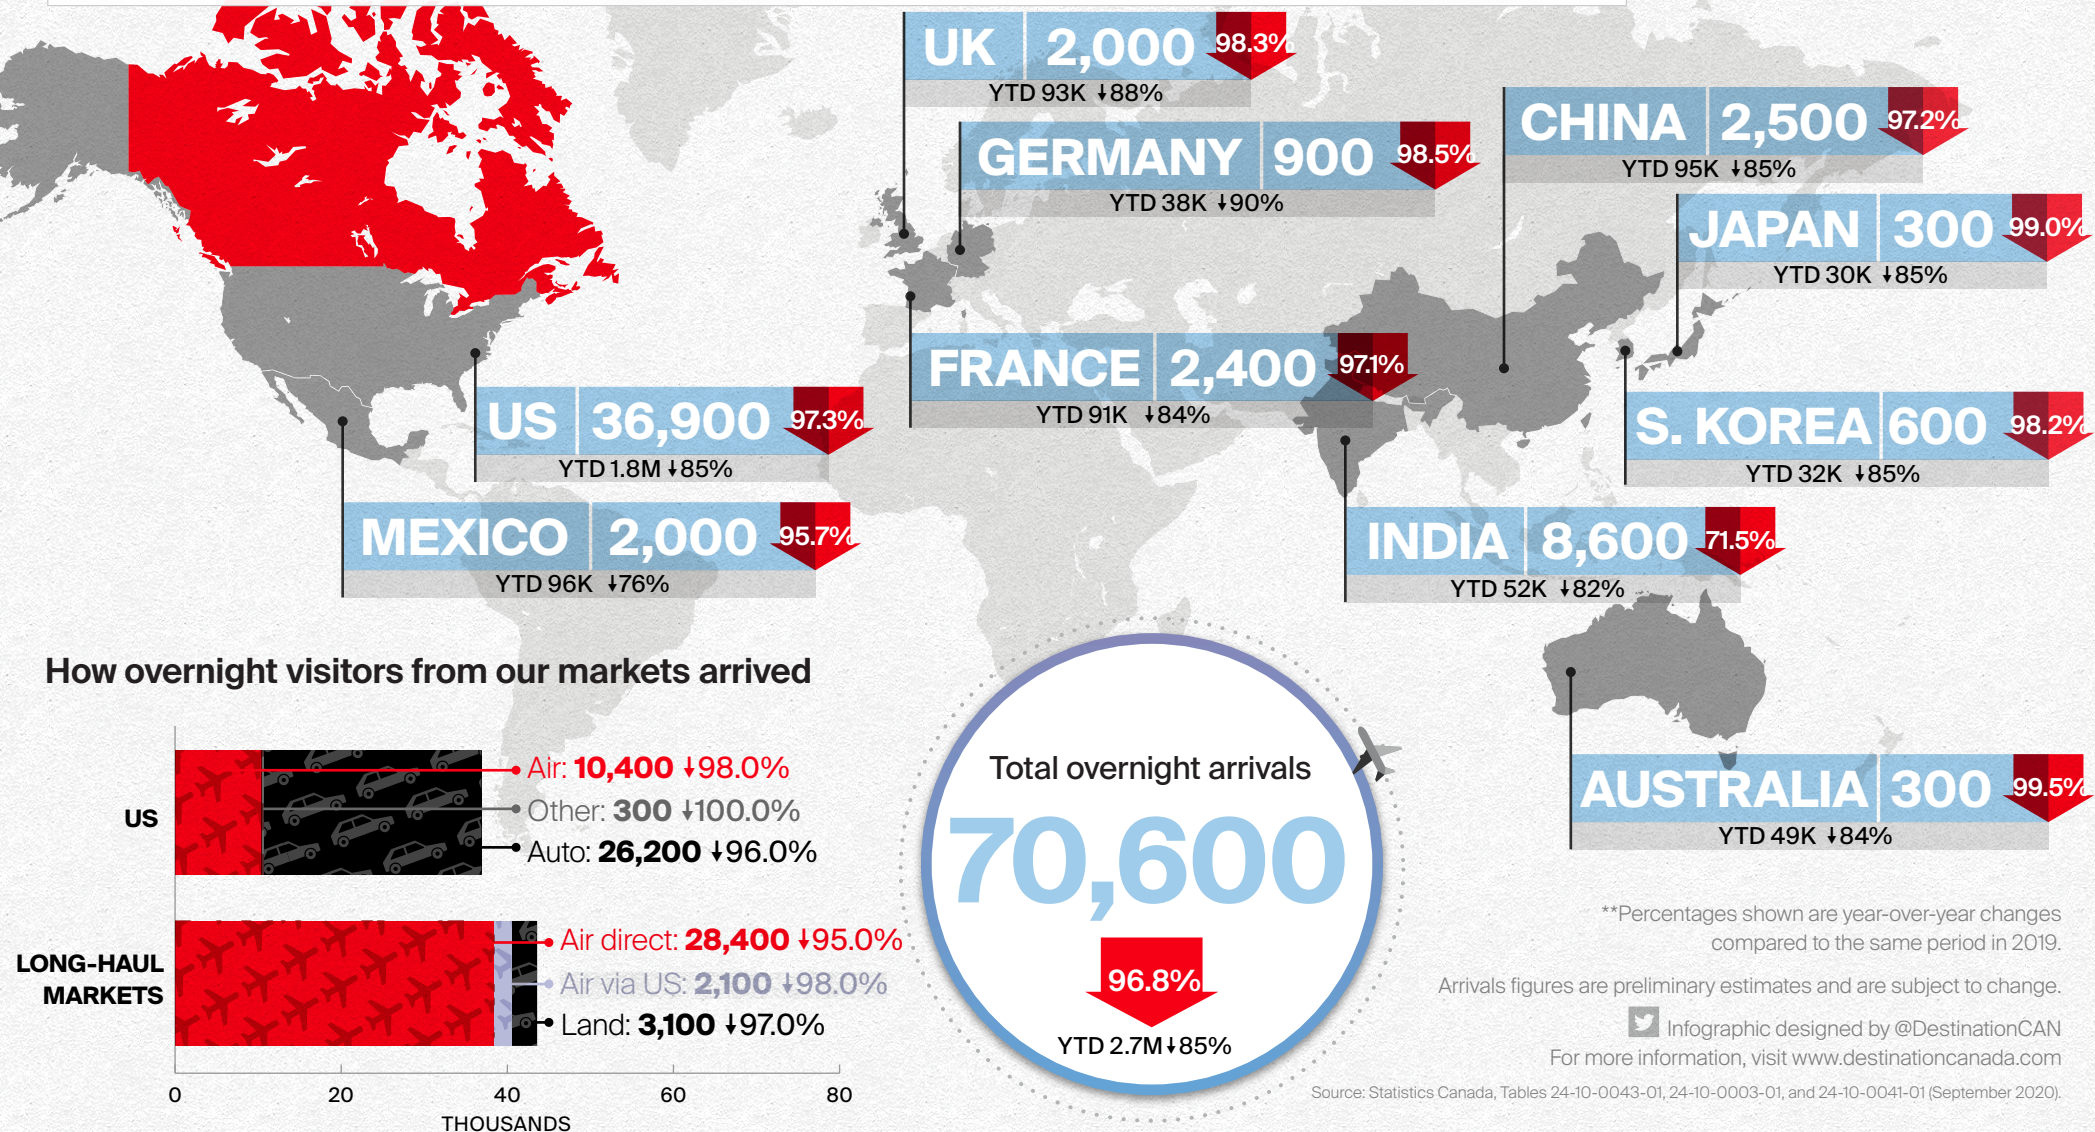 UK 2,000 98.3%
YTD 93K ↓88%
GERMANY 900 98.5%
YTD 38K ↓90%
CHINA 2,500 97.2%
YTD 95K ↓85%
JAPAN 300 99.0%
YTD 30K ↓85%
FRANCE 2,400 97.1%
YTD 91K ↓84%
US 36,900 97.3%
YTD 1.8M ↓85%
S. KOREA 600 98.2%
YTD 32K ↓85%
MEXICO 2,000 95.7%
YTD 96K ↓76%
INDIA 8,600 71.5%
YTD 52K ↓82%
AUSTRALIA 300 99.5%
YTD 49K ↓84%
How overnight visitors from our markets arrived
US
Air: 10,400 ↓98.0%
Other: 300 ↓100.0%
Auto: 26,200 ↓96.0%
LONG-HAUL
MARKETS
Air direct: 28,400 ↓95.0%
Air via US: 2,100 ↓98.0%
Land: 3,100 ↓97.0%
0 20 40 60 80
THOUSANDS
Total overnight arrivals
70,600
96.8%
YTD 2.7M ↓85%
**Percentages shown are year-over-year changes
compared to the same period in 2019.
Arrivals figures are preliminary estimates and are subject to change.
Infographic designed by @DestinationCAN
For more information, visit www.destinationcanada.com
Source: Statistics Canada, Tables 24-10-0043-01, 24-10-0003-01, and 24-10-0041-01 (September 2020).